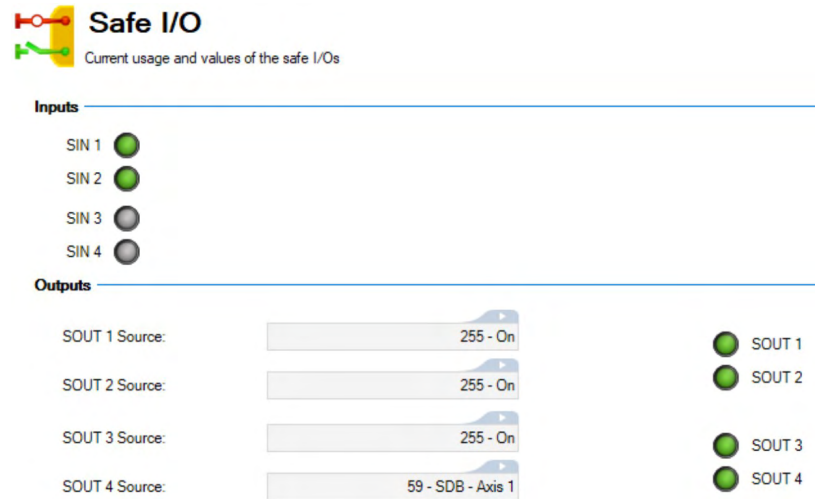 Safe I/O
Current usage and values of the safe I/Os
Inputs
SIN 1
SIN 2
SIN 3
SIN 4
Outputs
SOUT 1 Source: 255 - On SOUT 1
SOUT 2 Source: 255 - On SOUT 2
SOUT 3 Source: 255 - On SOUT 3
SOUT 4 Source: 59 - SDB - Axis 1 SOUT 4